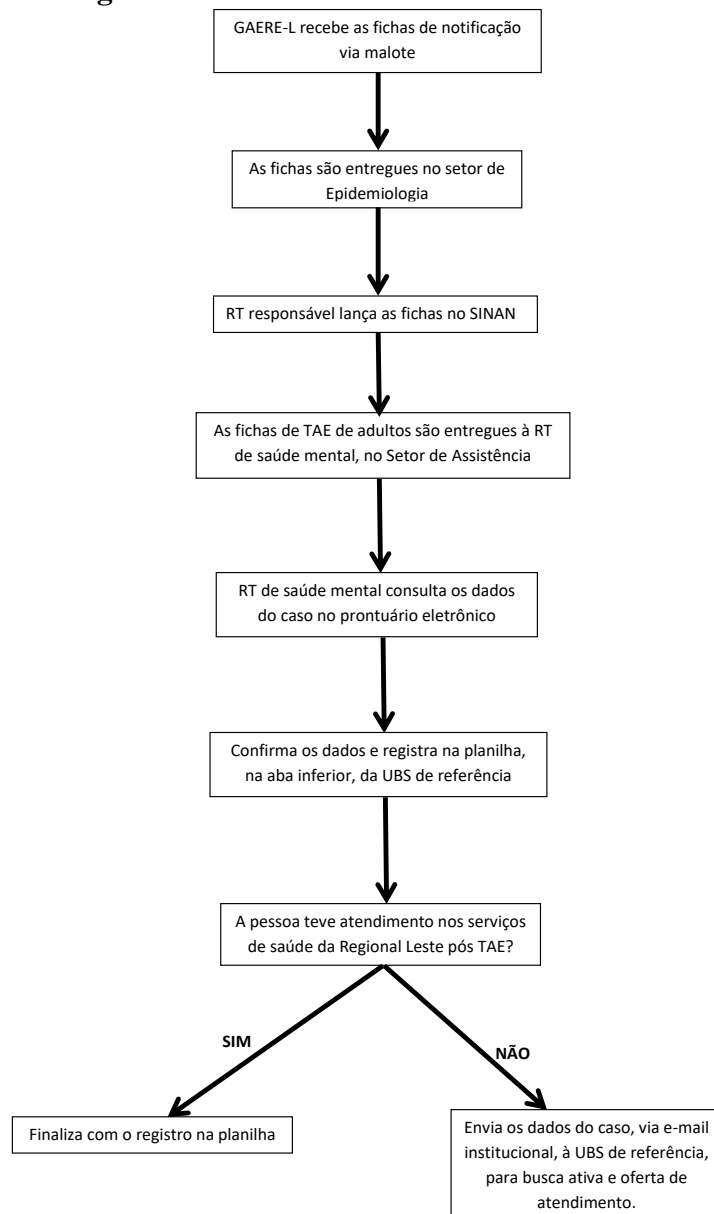 GAERE-L recebe as fichas de notificação
via malote
As fichas são entregues no setor de
Epidemiologia
RT responsável lança as fichas no SINAN
As fichas de TAE de adultos são entregues à RT
de saúde mental, no Setor de Assistência
RT de saúde mental consulta os dados
do caso no prontuário eletrônico
Confirma os dados e registra na planilha,
na aba inferior, da UBS de referência
A pessoa teve atendimento nos serviços
de saúde da Regional Leste pós TAE?
SIM
NÃO
Finaliza com o registro na planilha
Envia os dados do caso, via e-mail
institucional, à UBS de referência,
para busca ativa e oferta de
atendimento.